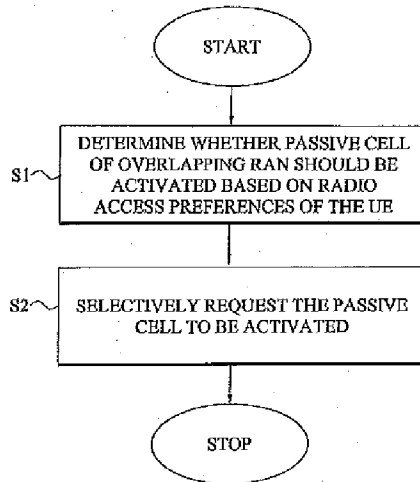 START
DETERMINE WHETHER PASSIVE CELL
OF OVERLAPPING RAN SHOULD BE
ACTIVATED BASED ON RADIO
ACCESS PREFERENCES OF THE UE
S1
SELECTIVELY REQUEST THE PASSIVE
CELL TO BE ACTIVATED
S2
STOP